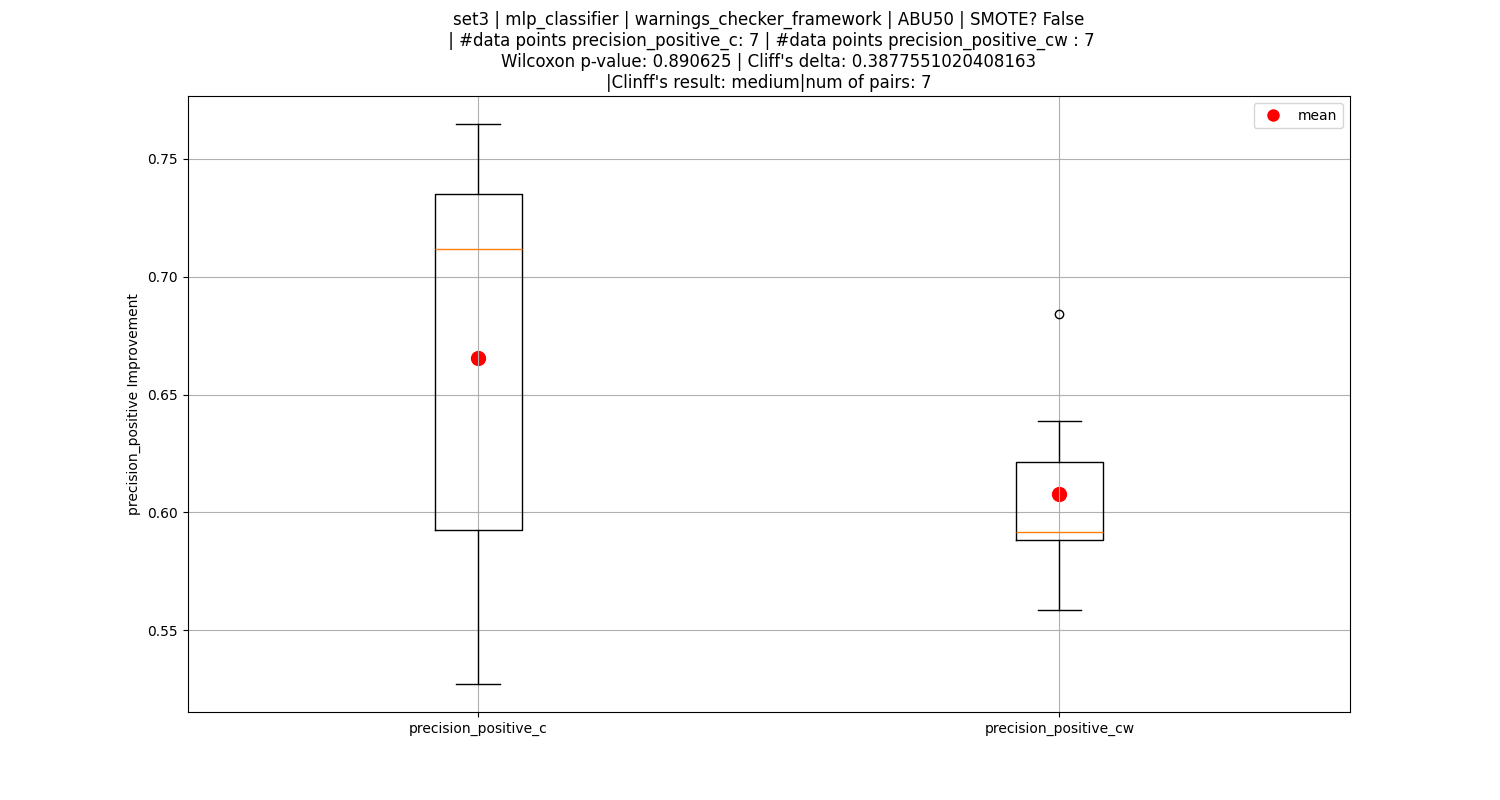 set3 | mlp_classifier | warnings_checker_framework | ABU50 | SMOTE? False
| #data points precision_positive_c: 7 | #data points precision_positive_cw : 7
Wilcoxon p-value: 0.890625 | Cliff's delta: 0.3877551020408163
|Clinff's result: medium|num of pairs: 7
mean
0.75
0.70
0.65
0.60
0.55
precision_positive Improvement
precision_positive_c
precision_positive_cw